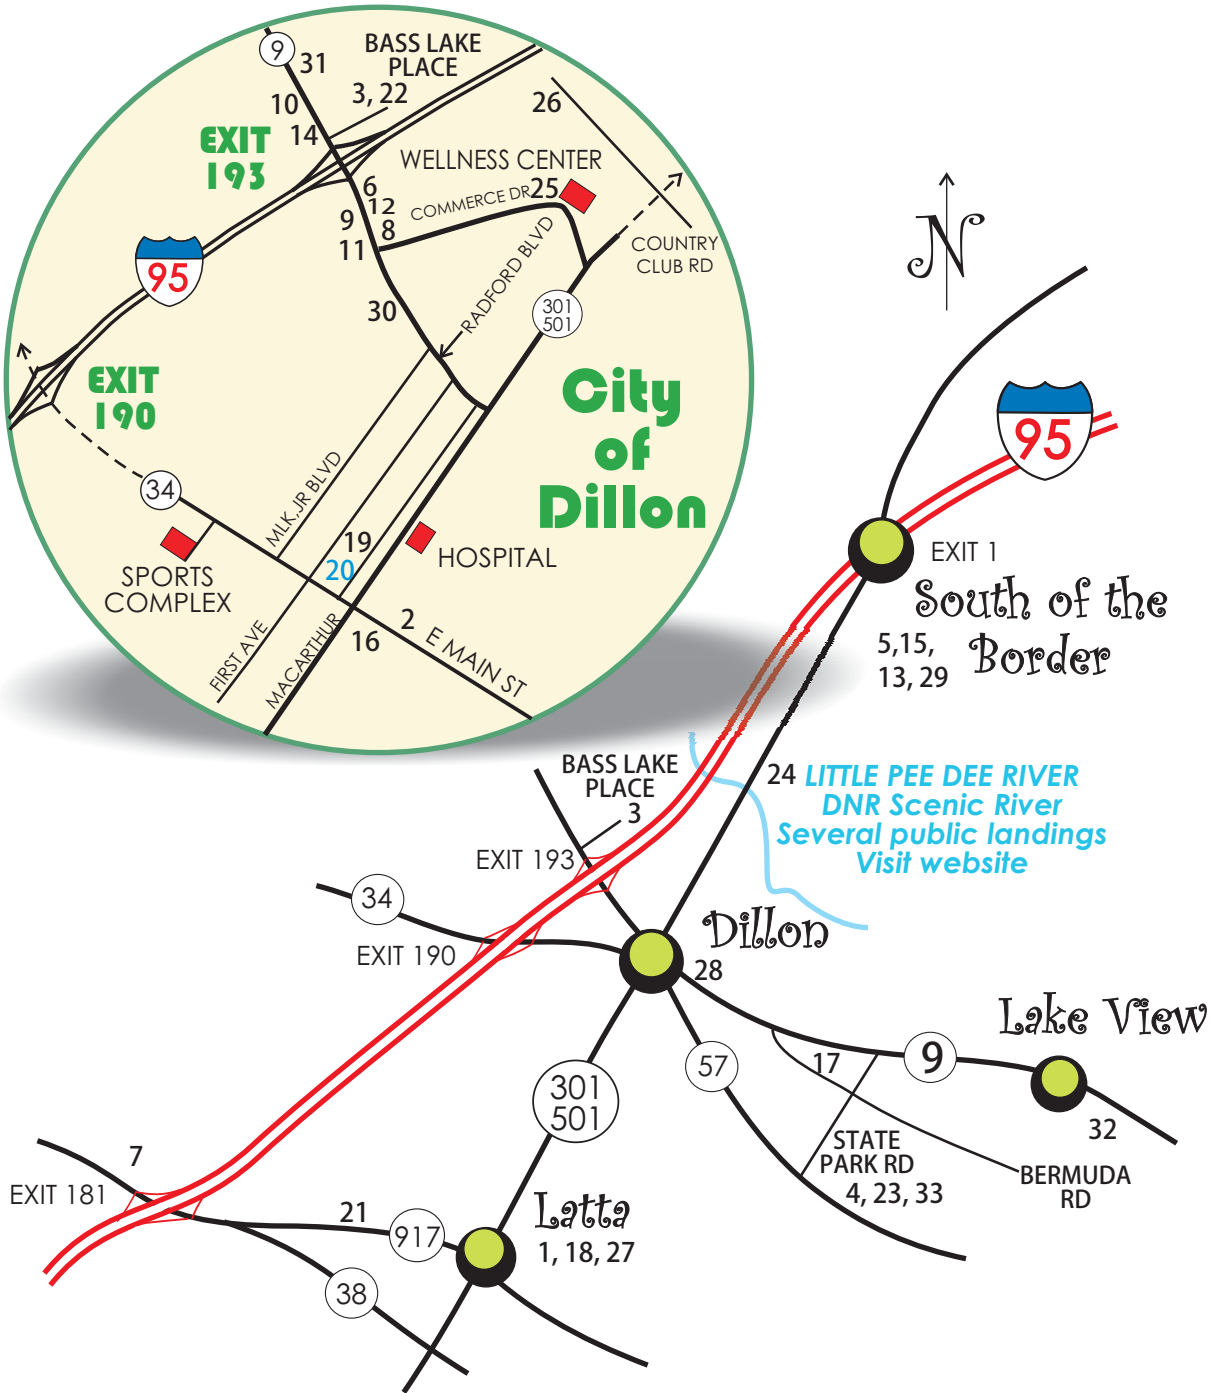 9
31
BASS LAKE
PLACE
3, 22
10
14
26
EXIT
193
WELLNESS CENTER
6
12
9
8
11
COMMERCE DR
25
RADFORD BLVD
COUNTRY
CLUB RD
95
30
301
501
EXIT
190
City
of
Dillon
34
MLK, JR BLVD
19
20
HOSPITAL
SPORTS
COMPLEX
FIRST AVE
MACARTHUR
16
2
E MAIN ST
N
95
EXIT 1
South of the
Border
5,15,
13, 29
BASS LAKE
PLACE
3
24
LITTLE PEE DEE RIVER
DNR Scenic River
Several public landings
Visit website
EXIT 193
34
EXIT 190
Dillon
28
Lake View
301
501
57
17
9
32
STATE
PARK RD
4, 23, 33
BERMUDA
RD
7
EXIT 181
21
917
Latta
1, 18, 27
38